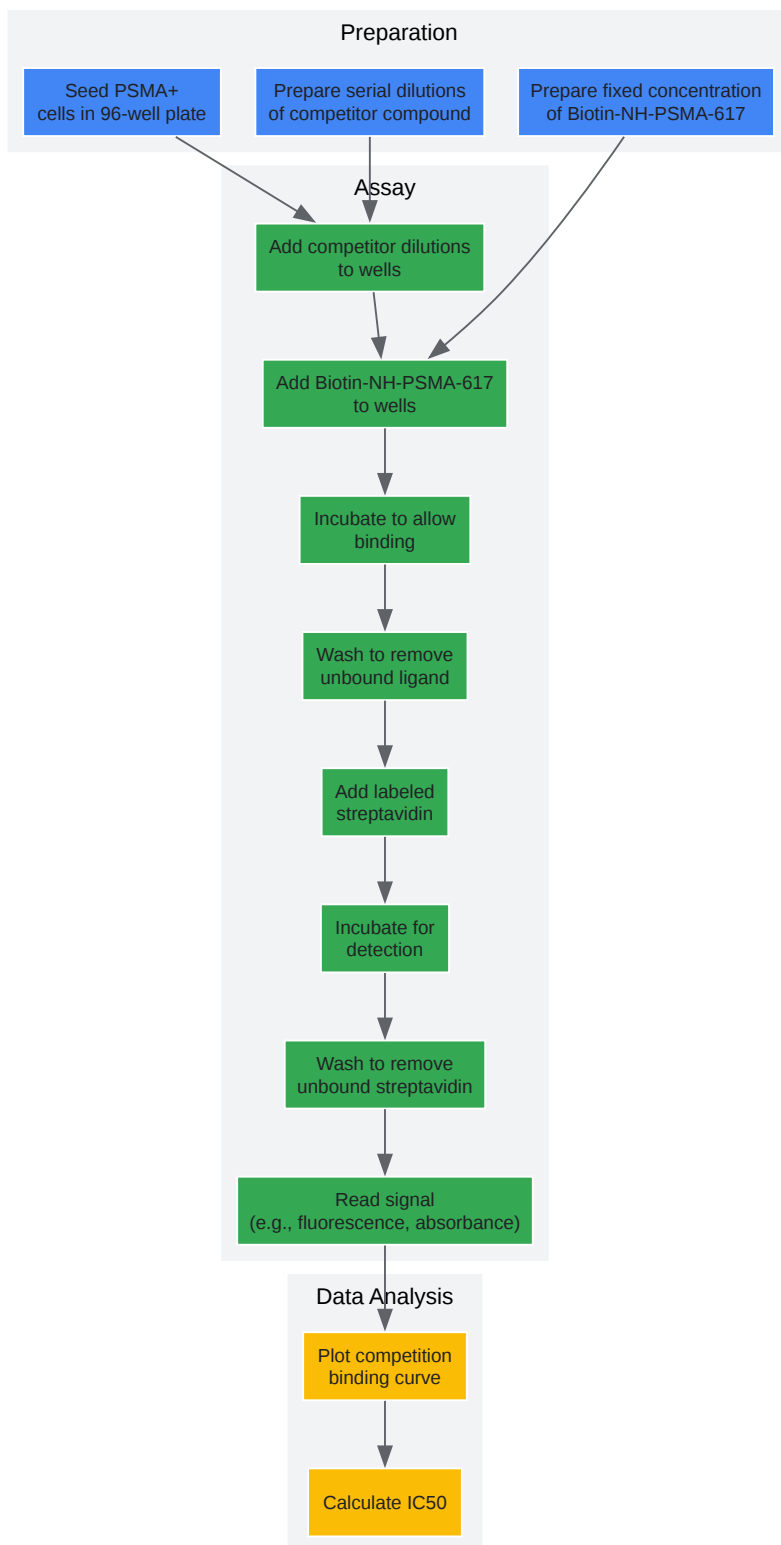 Preparation
Seed PSMA+
cells in 96-well plate
Prepare serial dilutions
of competitor compound
Prepare fixed concentration
of Biotin-NH-PSMA-617
Assay
Add competitor dilutions
to wells
Add Biotin-NH-PSMA-617
to wells
Incubate to allow
binding
Wash to remove
unbound ligand
Add labeled
streptavidin
Incubate for
detection
Wash to remove
unbound streptavidin
Read signal
(e.g., fluorescence, absorbance)
Data Analysis
Plot competition
binding curve
Calculate IC50